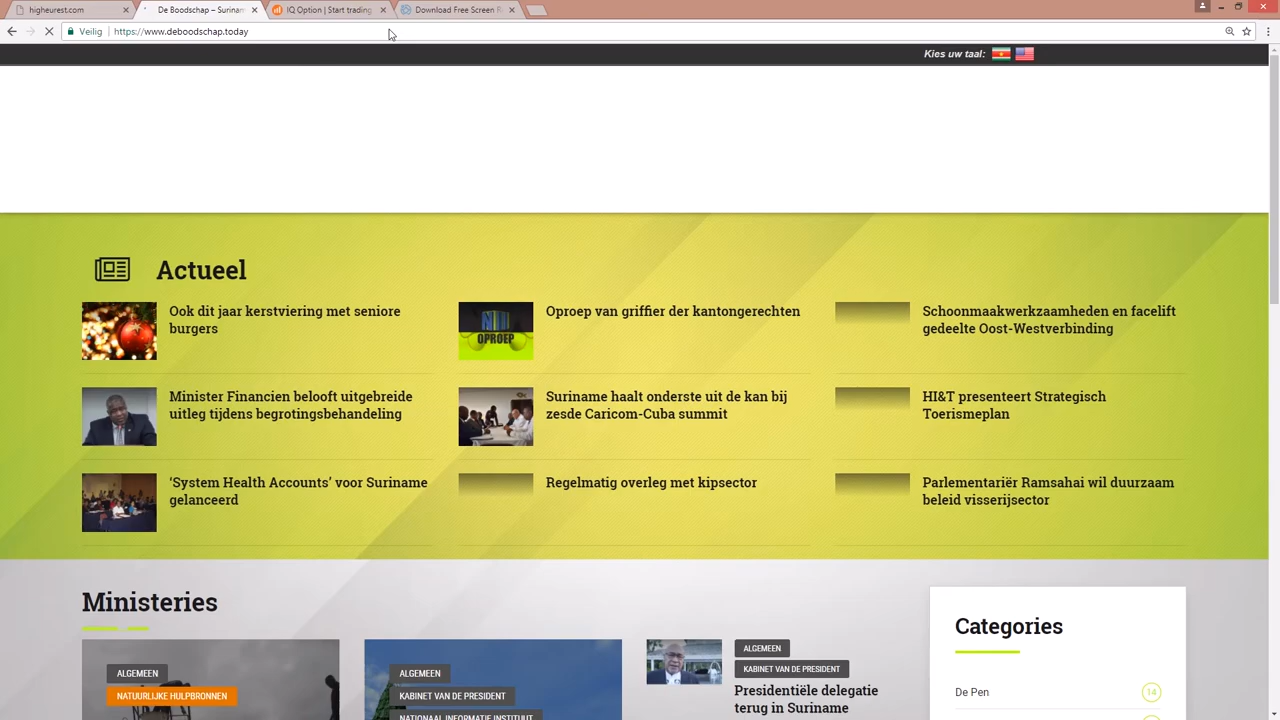 higheurest.com
De Boodschap – Surinam
IQ Option | Start trading
Download Free Screen R
Veilig
https://www.deboodschap.today
Kies uw taal:
Actueel
Ook dit jaar kerstviering met seniore
burgers
OPROEP
Oproep van griffier der kantongerechten
Schoonmaakwerkzaamheden en facelift
gedeelte Oost-Westverbinding
Minister Financien belooft uitgebreide
uitleg tijdens begrotingsbehandeling
Suriname haalt onderste uit de kan bij
zesde Caricom-Cuba summit
HI&T presenteert Strategisch
Toerismeplan
‘System Health Accounts’ voor Suriname
gelanceerd
Regelmatig overleg met kipsector
Parlementariër Ramsahai wil duurzaam
beleid visserijsector
Ministeries
ALGEMEEN
NATUURLIJKE HULPBRONNEN
ALGEMEEN
KABINET VAN DE PRESIDENT
NATIONAAL INFORMATIE INSTITUUT
ALGEMEEN
KABINET VAN DE PRESIDENT
Presidentiële delegatie
terug in Suriname
Categories
De Pen
14